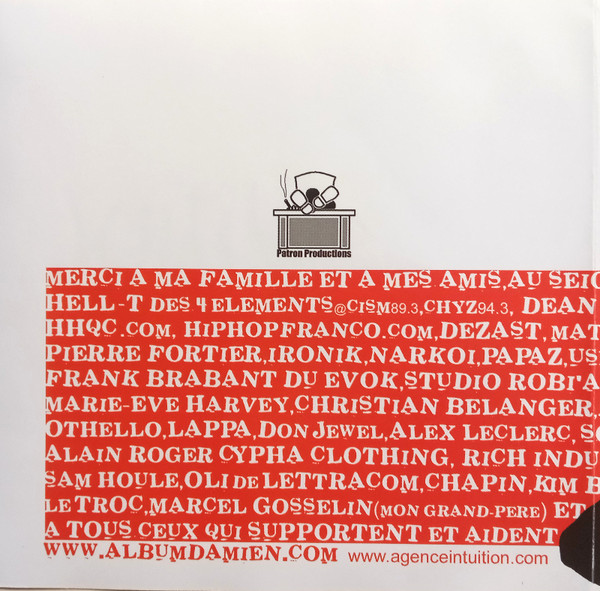 Patron Productions
MERCI A MA FAMILLE ET A MES AMIS,AU
HELL-T DES 4 ELEMENTS@CISM89.3,CHYZ94.3, DEAN
HHQC.COM, HIPHOPFRANCO.COM,DEZAST,
PIERRE FORTIER,IRONIK,NARKOI,PAPAZ,
FRANK BRABANT DU EVOK,STUDIO ROBI'A
MARIE-EVE HARVEY,CHRISTIAN BELANGER,
OTHELLO,LAPPA,DON JEWEL,ALEX LECLERC,
ALAIN ROGER CYPHA CLOTHING, RICH
SAM HOULE,OLI DE LETTRACOM,CHAPIN,KIM
LE TROC,MARCEL GOSSELIN(MON GRAND-PERE) ET
A TOUS CEUX QUI SUPPORTENT ET AIDENT
WWW.ALBUMDAMIEN.COM www.agenceintuition.com